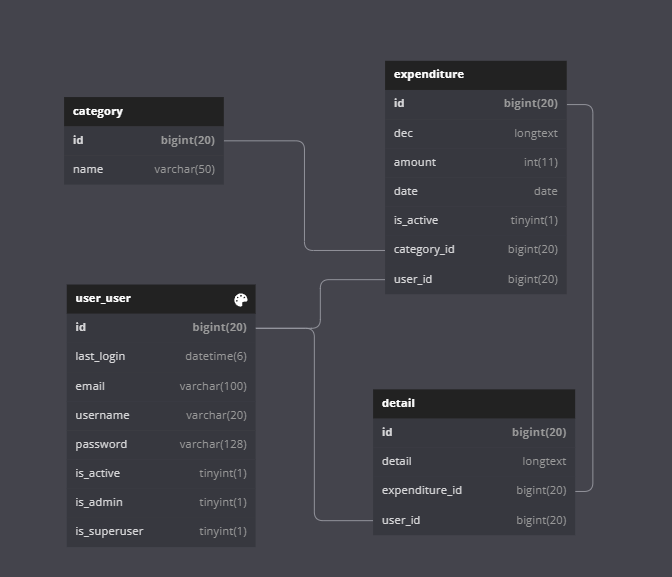 category
id bigint(20)
name varchar(50)
expenditure
id bigint(20)
dec longtext
amount int(11)
date date
is_active tinyint(1)
category_id bigint(20)
user_id bigint(20)
user_user
id bigint(20)
last_login datetime(6)
email varchar(100)
username varchar(20)
password varchar(128)
is_active tinyint(1)
is_admin tinyint(1)
is_superuser tinyint(1)
detail
id bigint(20)
detail longtext
expenditure_id bigint(20)
user_id bigint(20)